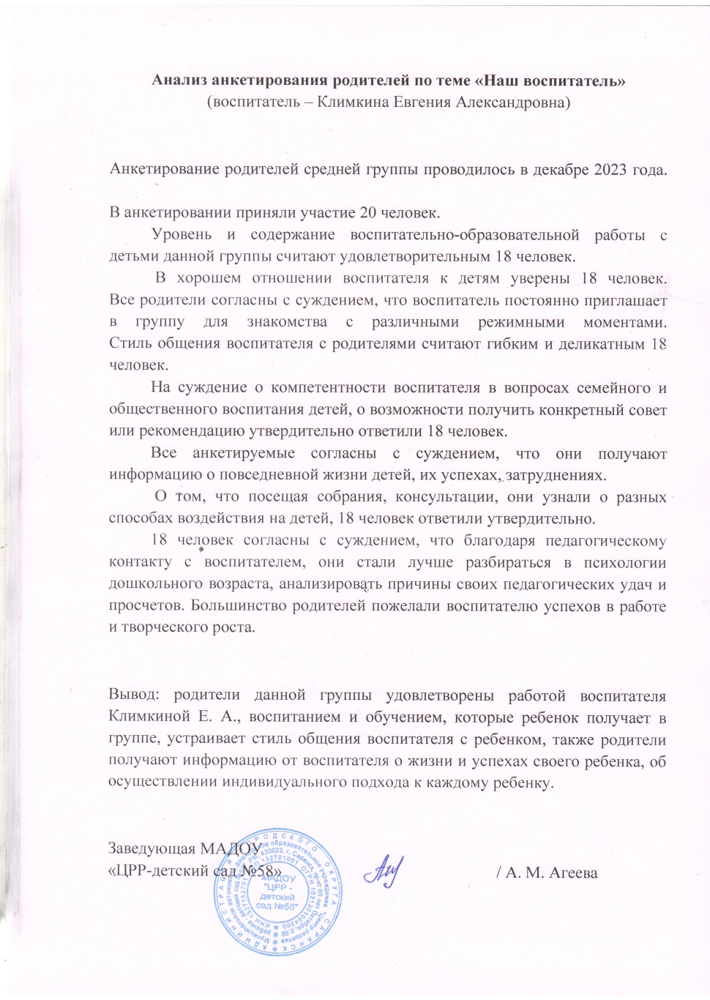 Анализ анкетирования родителей по теме «Наш воспитатель»
(воспитатель – Климкина Евгения Александровна)
Анкетирование родителей средней группы проводилось в декабре 2023 года.
В анкетировании приняли участие 20 человек.
Уровень и содержание воспитательно-образовательной работы с
детьми данной группы считают удовлетворительным 18 человек.
В хорошем отношении воспитателя к детям уверены 18 человек.
Все родители согласны с суждением, что воспитатель постоянно приглашает
в группу для знакомства с различными режимными моментами.
Стиль общения воспитателя с родителями считают гибким и деликатным 18
человек.
На суждение о компетентности воспитателя в вопросах семейного и
общественного воспитания детей, о возможности получить конкретный совет
или рекомендацию утвердительно ответили 18 человек.
Все анкетируемые согласны с суждением, что они получают
информацию о повседневной жизни детей, их успехах, затруднениях.
О том, что посещая собрания, консультации, они узнали о разных
способах воздействия на детей, 18 человек ответили утвердительно.
18 человек согласны с суждением, что благодаря педагогическому
контакту с воспитателем, они стали лучше разбираться в психологии
дошкольного возраста, анализировать причины своих педагогических удач и
просчетов. Большинство родителей пожелали воспитателю успехов в работе
и творческого роста.
Вывод: родители данной группы удовлетворены работой воспитателя
Климкиной Е. А., воспитанием и обучением, которые ребенок получает в
группе, устраивает стиль общения воспитателя с ребенком, также родители
получают информацию от воспитателя о жизни и успехах своего ребенка, об
осуществлении индивидуального подхода к каждому ребенку.
Заведующая МАДОУ
«ЦРР-детский сад №58»
/ А. М. Агеева
АДМИНИСТРАЦИЯ ГОРОДСКОГО ОКРУГА САРАНСК
МАДОУ
"ЦРР -
детский
сад №58"